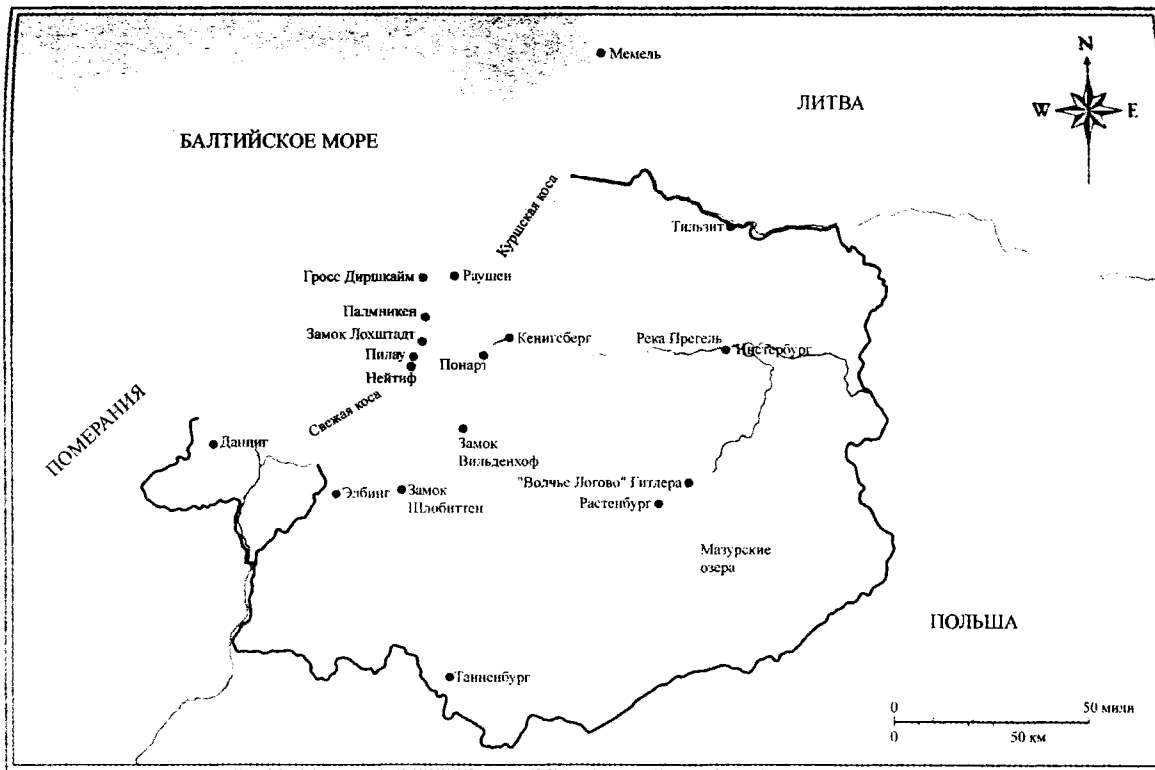 Мемель
N
ЛИТВА
W
E
БАЛТИЙСКОЕ МОРЕ
Куршская коса
Тильзит
Гросс Диршкайм
Раушен
Палмникен
Замок Лохштадт
Кенигсберг
Река Прегель
Инстербург
Пилау
Понарт
Нейтиф
Свежая коса
ПОМЕРАНИЯ
Данциг
Замок
Вильденхоф
"Волчье Логово" Гитлера
Элбинг
Замок
Шлобиттен
Растенбург
Мазурские
озера
ПОЛЬША
Танненбург
0
50 мили
0
50 км